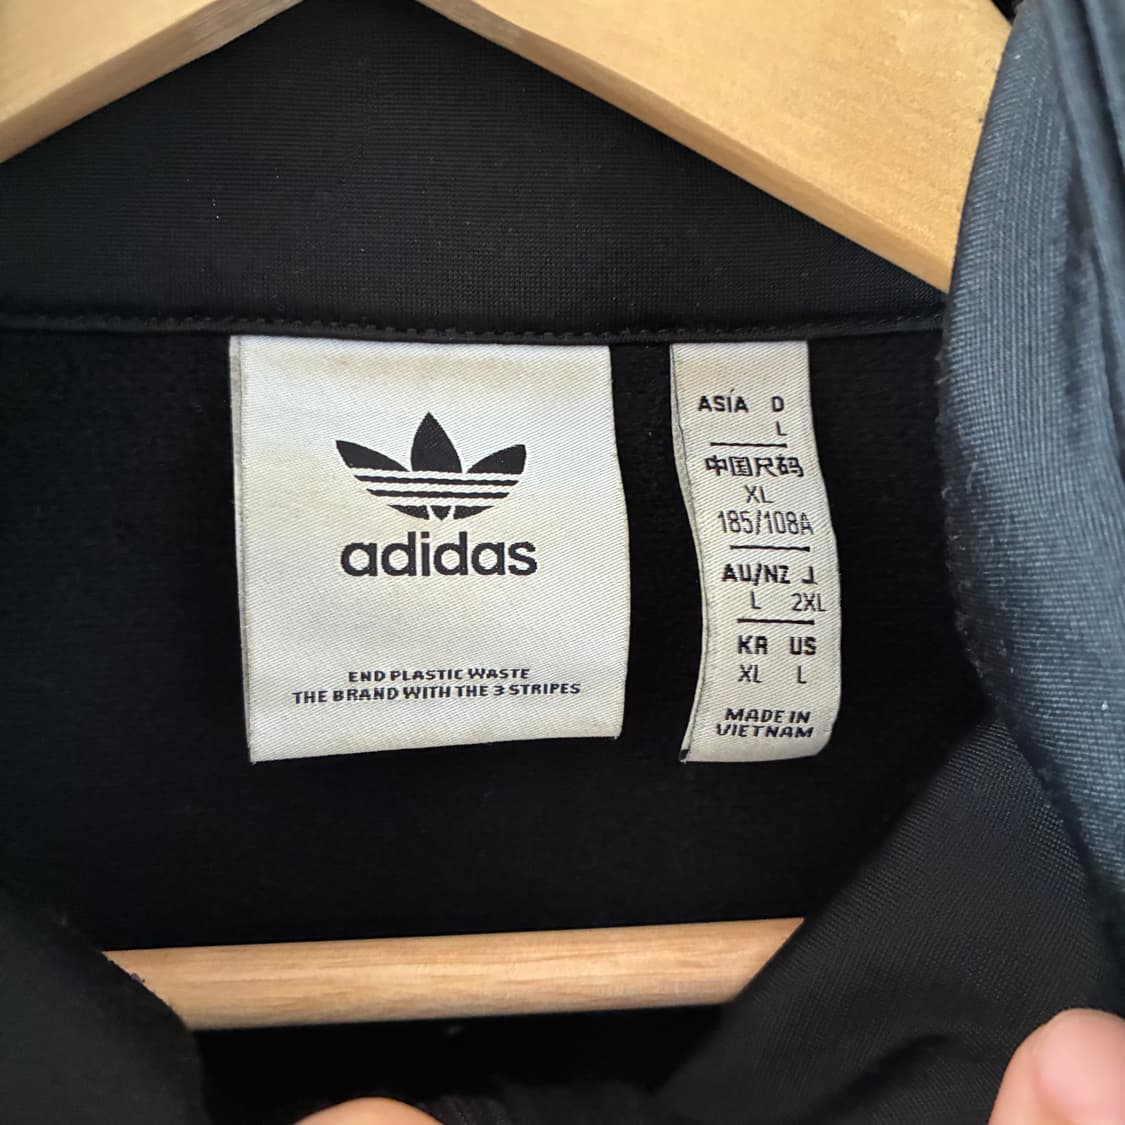 adidas
END PLASTIC WASTE
THE BRAND WITH THE 3 STRIPES
ASÍA D
L
中国尺码
XL
185/108A
AU/NZ J
L 2XL
KR US
XL L
MADE IN
VIETNAM